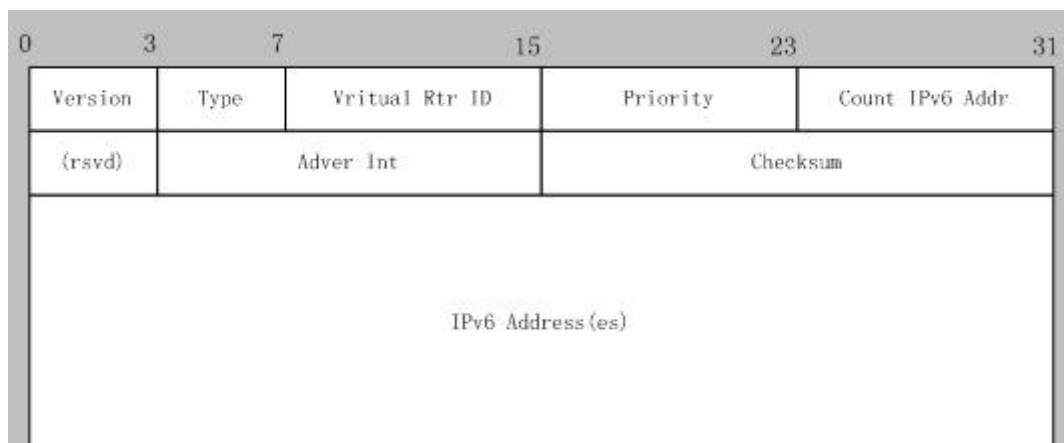 0 3 7 15 23 31
Version Type Vritual Rtr ID Priority Count IPv6 Addr
(rsvd) Adver Int Checksum
IPv6 Address(es)